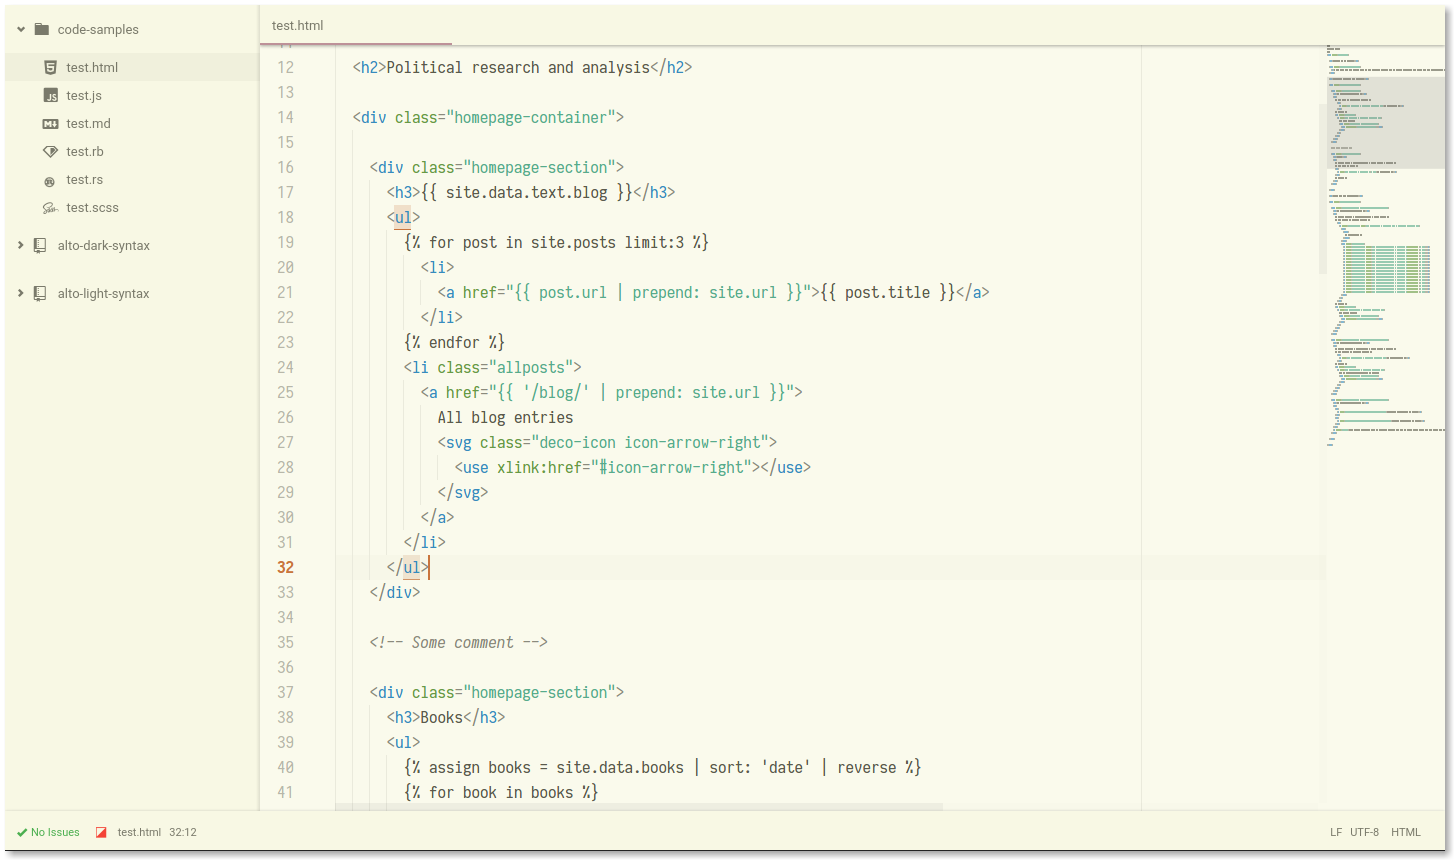 code-samples
test.html
test.js
test.md
test.rb
test.rs
test.scss
alto-dark-syntax
alto-light-syntax
test.html
12 <h2>Political research and analysis</h2>
13
14 <div class="homepage-container">
15
16 <div class="homepage-section">
17 <h3>{{ site.data.text.blog }}</h3>
18 <ul>
19 {% for post in site.posts limit:3 %}
20 <li>
21 <a href="{{ post.url | prepend: site.url }}">{{ post.title }}</a>
22 </li>
23 {% endfor %}
24 <li class="allposts">
25 <a href="{{ '/blog/' | prepend: site.url }}">
26 All blog entries
27 <svg class="deco-icon icon-arrow-right">
28 <use xlink:href="#icon-arrow-right"></use>
29 </svg>
30 </a>
31 </li>
32 </ul>
33 </div>
34
35 <!-- Some comment -->
36
37 <div class="homepage-section">
38 <h3>Books</h3>
39 <ul>
40 {% assign books = site.data.books | sort: 'date' | reverse %}
41 {% for book in books %}
No Issues test.html 32:12 LF UTF-8 HTML